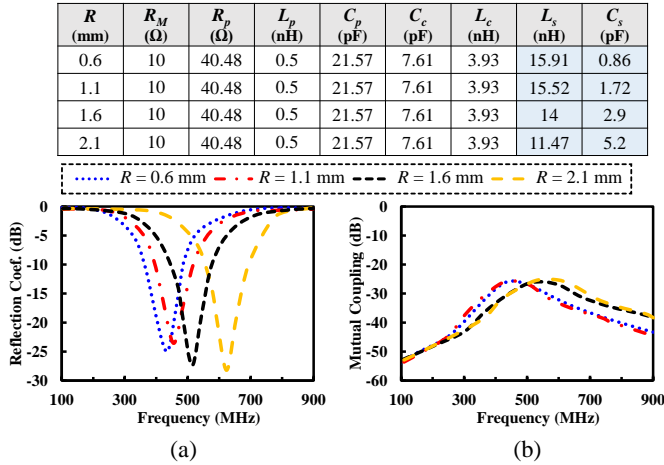 R (mm) R_M (Ω) R_p (Ω) L_p (nH) C_p (pF) C_c (pF) L_c (nH) L_s (nH) C_s (pF)
0.6 10 40.48 0.5 21.57 7.61 3.93 15.91 0.86
1.1 10 40.48 0.5 21.57 7.61 3.93 15.52 1.72
1.6 10 40.48 0.5 21.57 7.61 3.93 14 2.9
2.1 10 40.48 0.5 21.57 7.61 3.93 11.47 5.2
R = 0.6 mm R = 1.1 mm R = 1.6 mm R = 2.1 mm
Reflection Coef. (dB)
0
-5
-10
-15
-20
-25
-30
100 300 500 700 900
Frequency (MHz)
(a)
Mutual Coupling (dB)
0
-10
-20
-30
-40
-50
-60
100 300 500 700 900
Frequency (MHz)
(b)